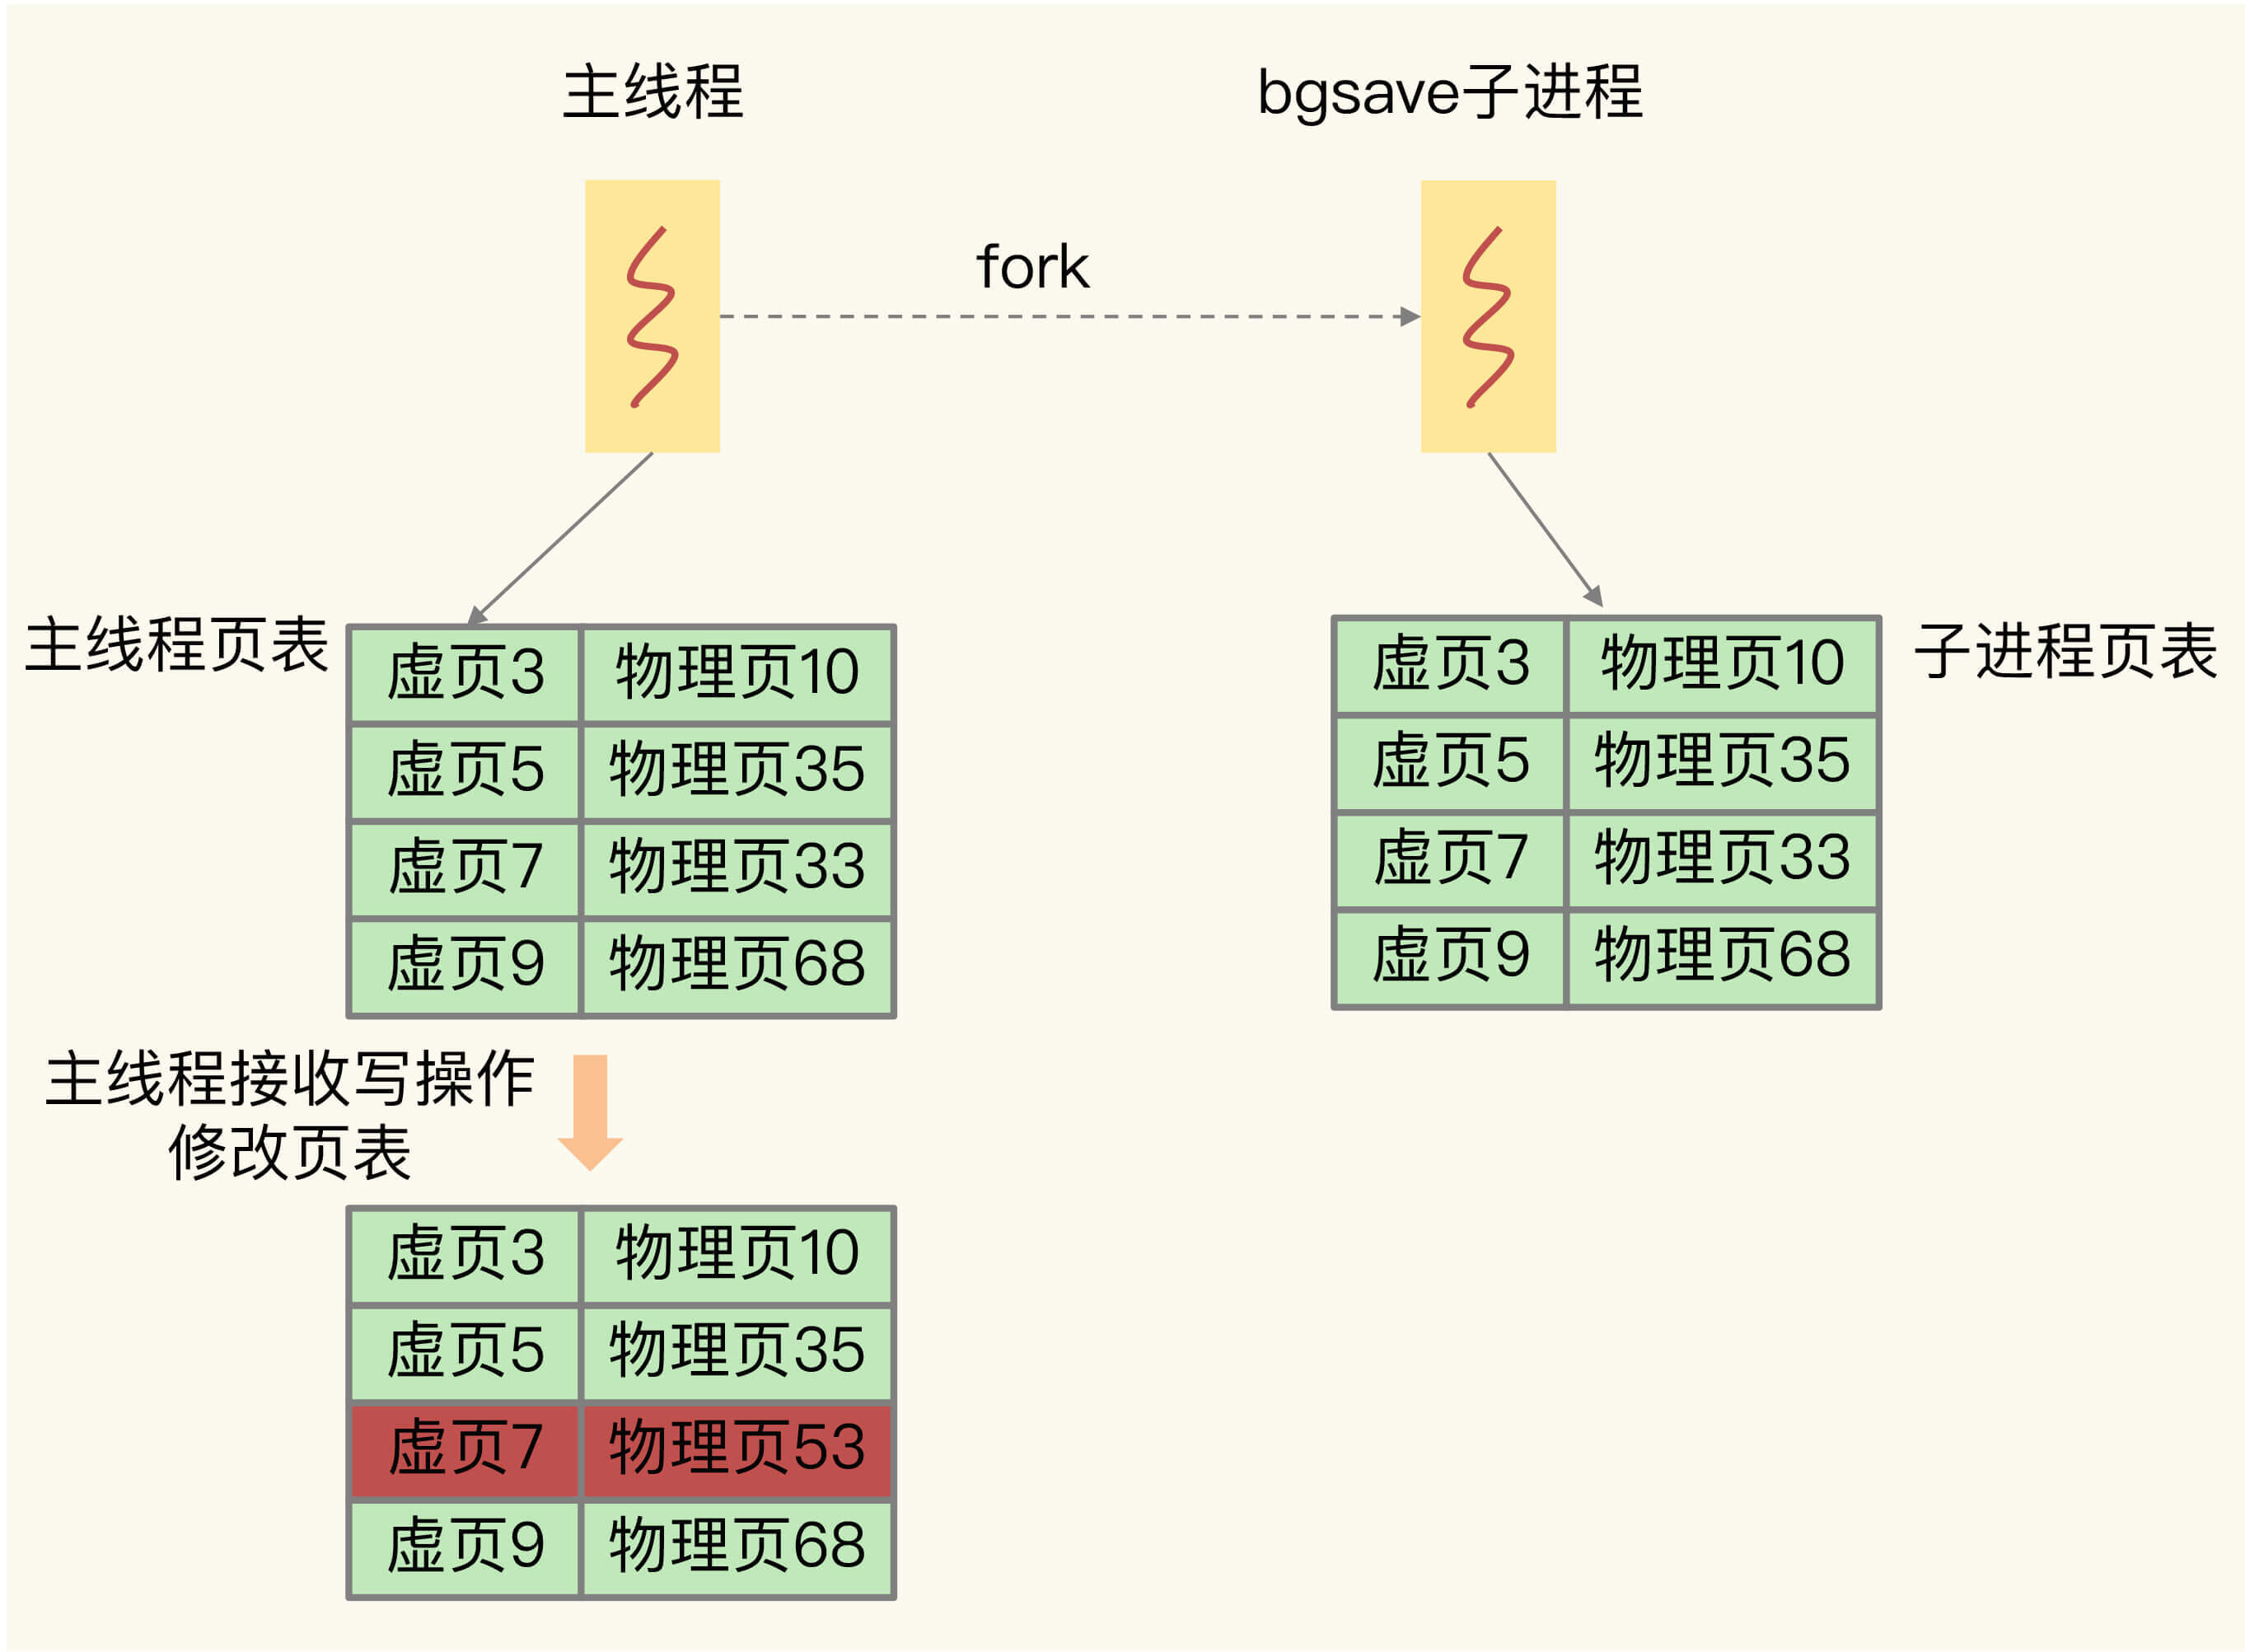 主线程
bgsave子进程
fork
主线程页表
虚页3 物理页10
虚页5 物理页35
虚页7 物理页33
虚页9 物理页68
子进程页表
虚页3 物理页10
虚页5 物理页35
虚页7 物理页33
虚页9 物理页68
主线程接收写操作
修改页表
虚页3 物理页10
虚页5 物理页35
虚页7 物理页53
虚页9 物理页68